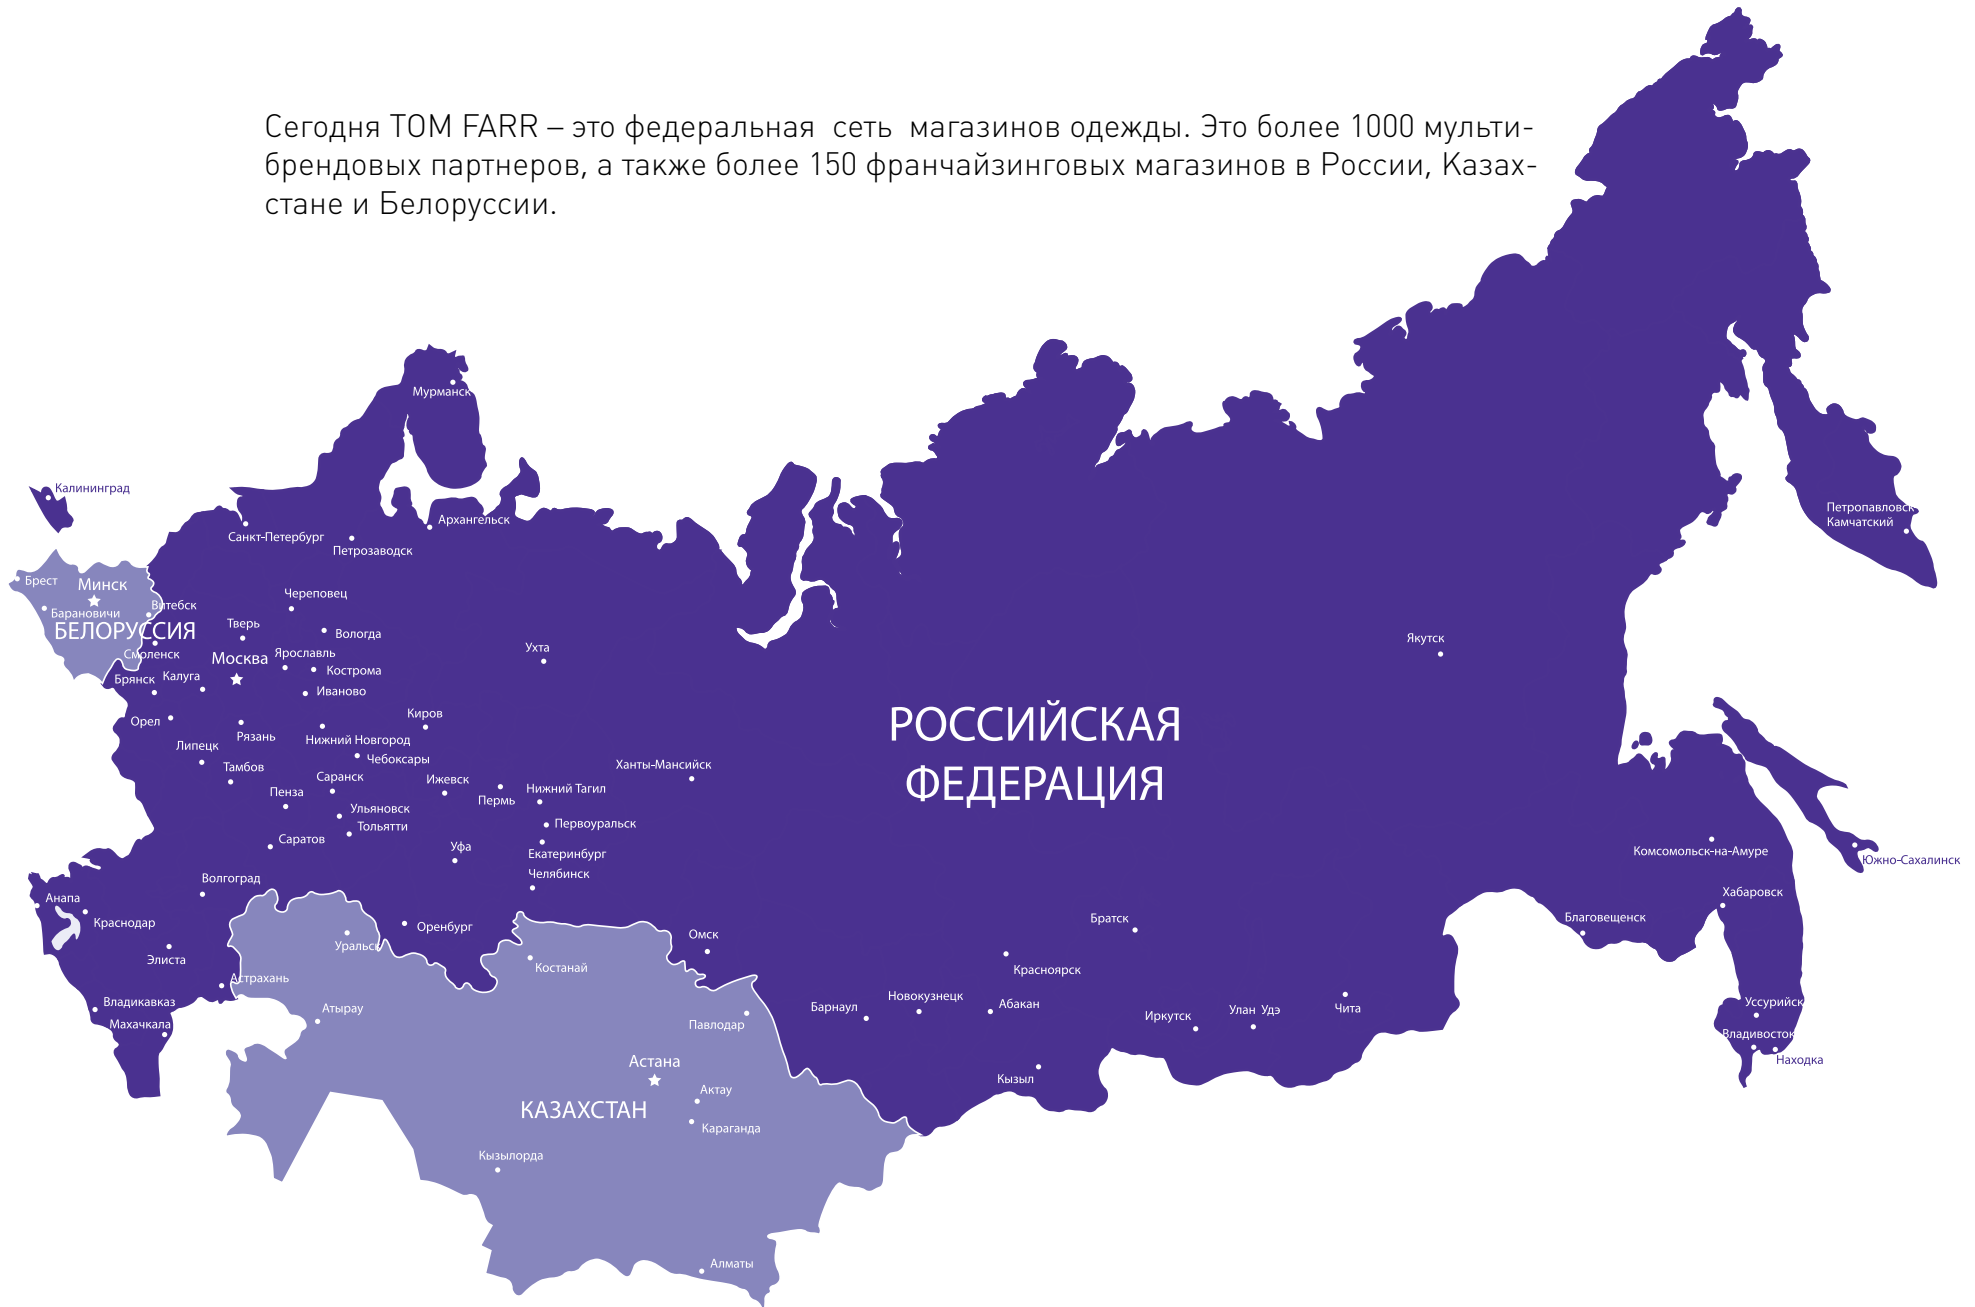 Сегодня TOM FARR – это федеральная сеть магазинов одежды. Это более 1000 мульти-
брендовых партнеров, а также более 150 франчайзинговых магазинов в России, Казах-
стане и Белоруссии.
Мурманск
Калининград
Архангельск
Санкт-Петербург
Петрозаводск
Петропавловск
Камчатский
Брест
Минск
Барановичи
Витебск
БЕЛОРУССИЯ
Смоленск
Череповец
Тверь
Вологда
Ярославль
Москва
Кострома
Брянск
Калуга
Иваново
Ухта
Якутск
Орел
Рязань
Киров
Нижний Новгород
Липецк
Чебоксары
Тамбов
Саранск
Ижевск
Пенза
Пермь
Нижний Тагил
Ханты-Мансийск
РОССИЙСКАЯ
ФЕДЕРАЦИЯ
Ульяновск
Тольятти
Первоуральск
Саратов
Уфа
Екатеринбург
Челябинск
Волгоград
Комсомольск-на-Амуре
Южно-Сахалинск
Анапа
Краснодар
Оренбург
Хабаровск
Благовещенск
Братск
Элиста
Уральск
Омск
Костанай
Красноярск
Астрахань
Владикавказ
Атырау
Махачкала
Павлодар
Барнаул
Новокузнецк
Абакан
Иркутск
Улан Удэ
Чита
Уссурийск
Владивосток
Находка
Астана
Кызыл
Актау
КАЗАХСТАН
Караганда
Кызылорда
Алматы